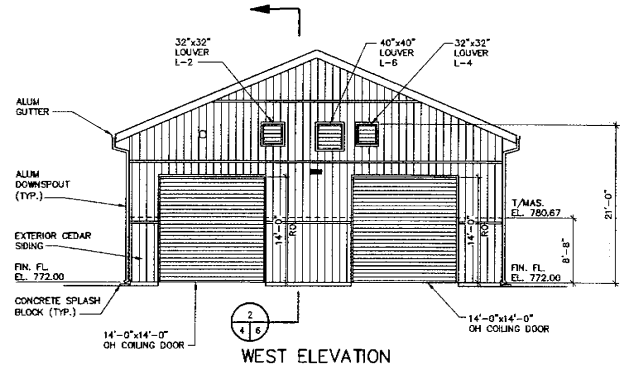 32"x32"
LOUVER
L-2
40"x40"
LOUVER
L-6
32"x32"
LOUVER
L-4
ALUM
GUTTER
ALUM
DOWNSPOUT
(TYP.)
EXTERIOR CEDAR
SIDING
FIN. FL.
EL. 772.00
CONCRETE SPLASH
BLOCK (TYP.)
14'-0"
RO
14'-0"
RO
T/MAS.
EL. 780.67
8'-8"
21'-0"
FIN. FL.
EL. 772.00
14'-0"x14'-0"
OH COILING DOOR
2
4 6
14'-0"x14'-0"
OH COILING DOOR
WEST ELEVATION